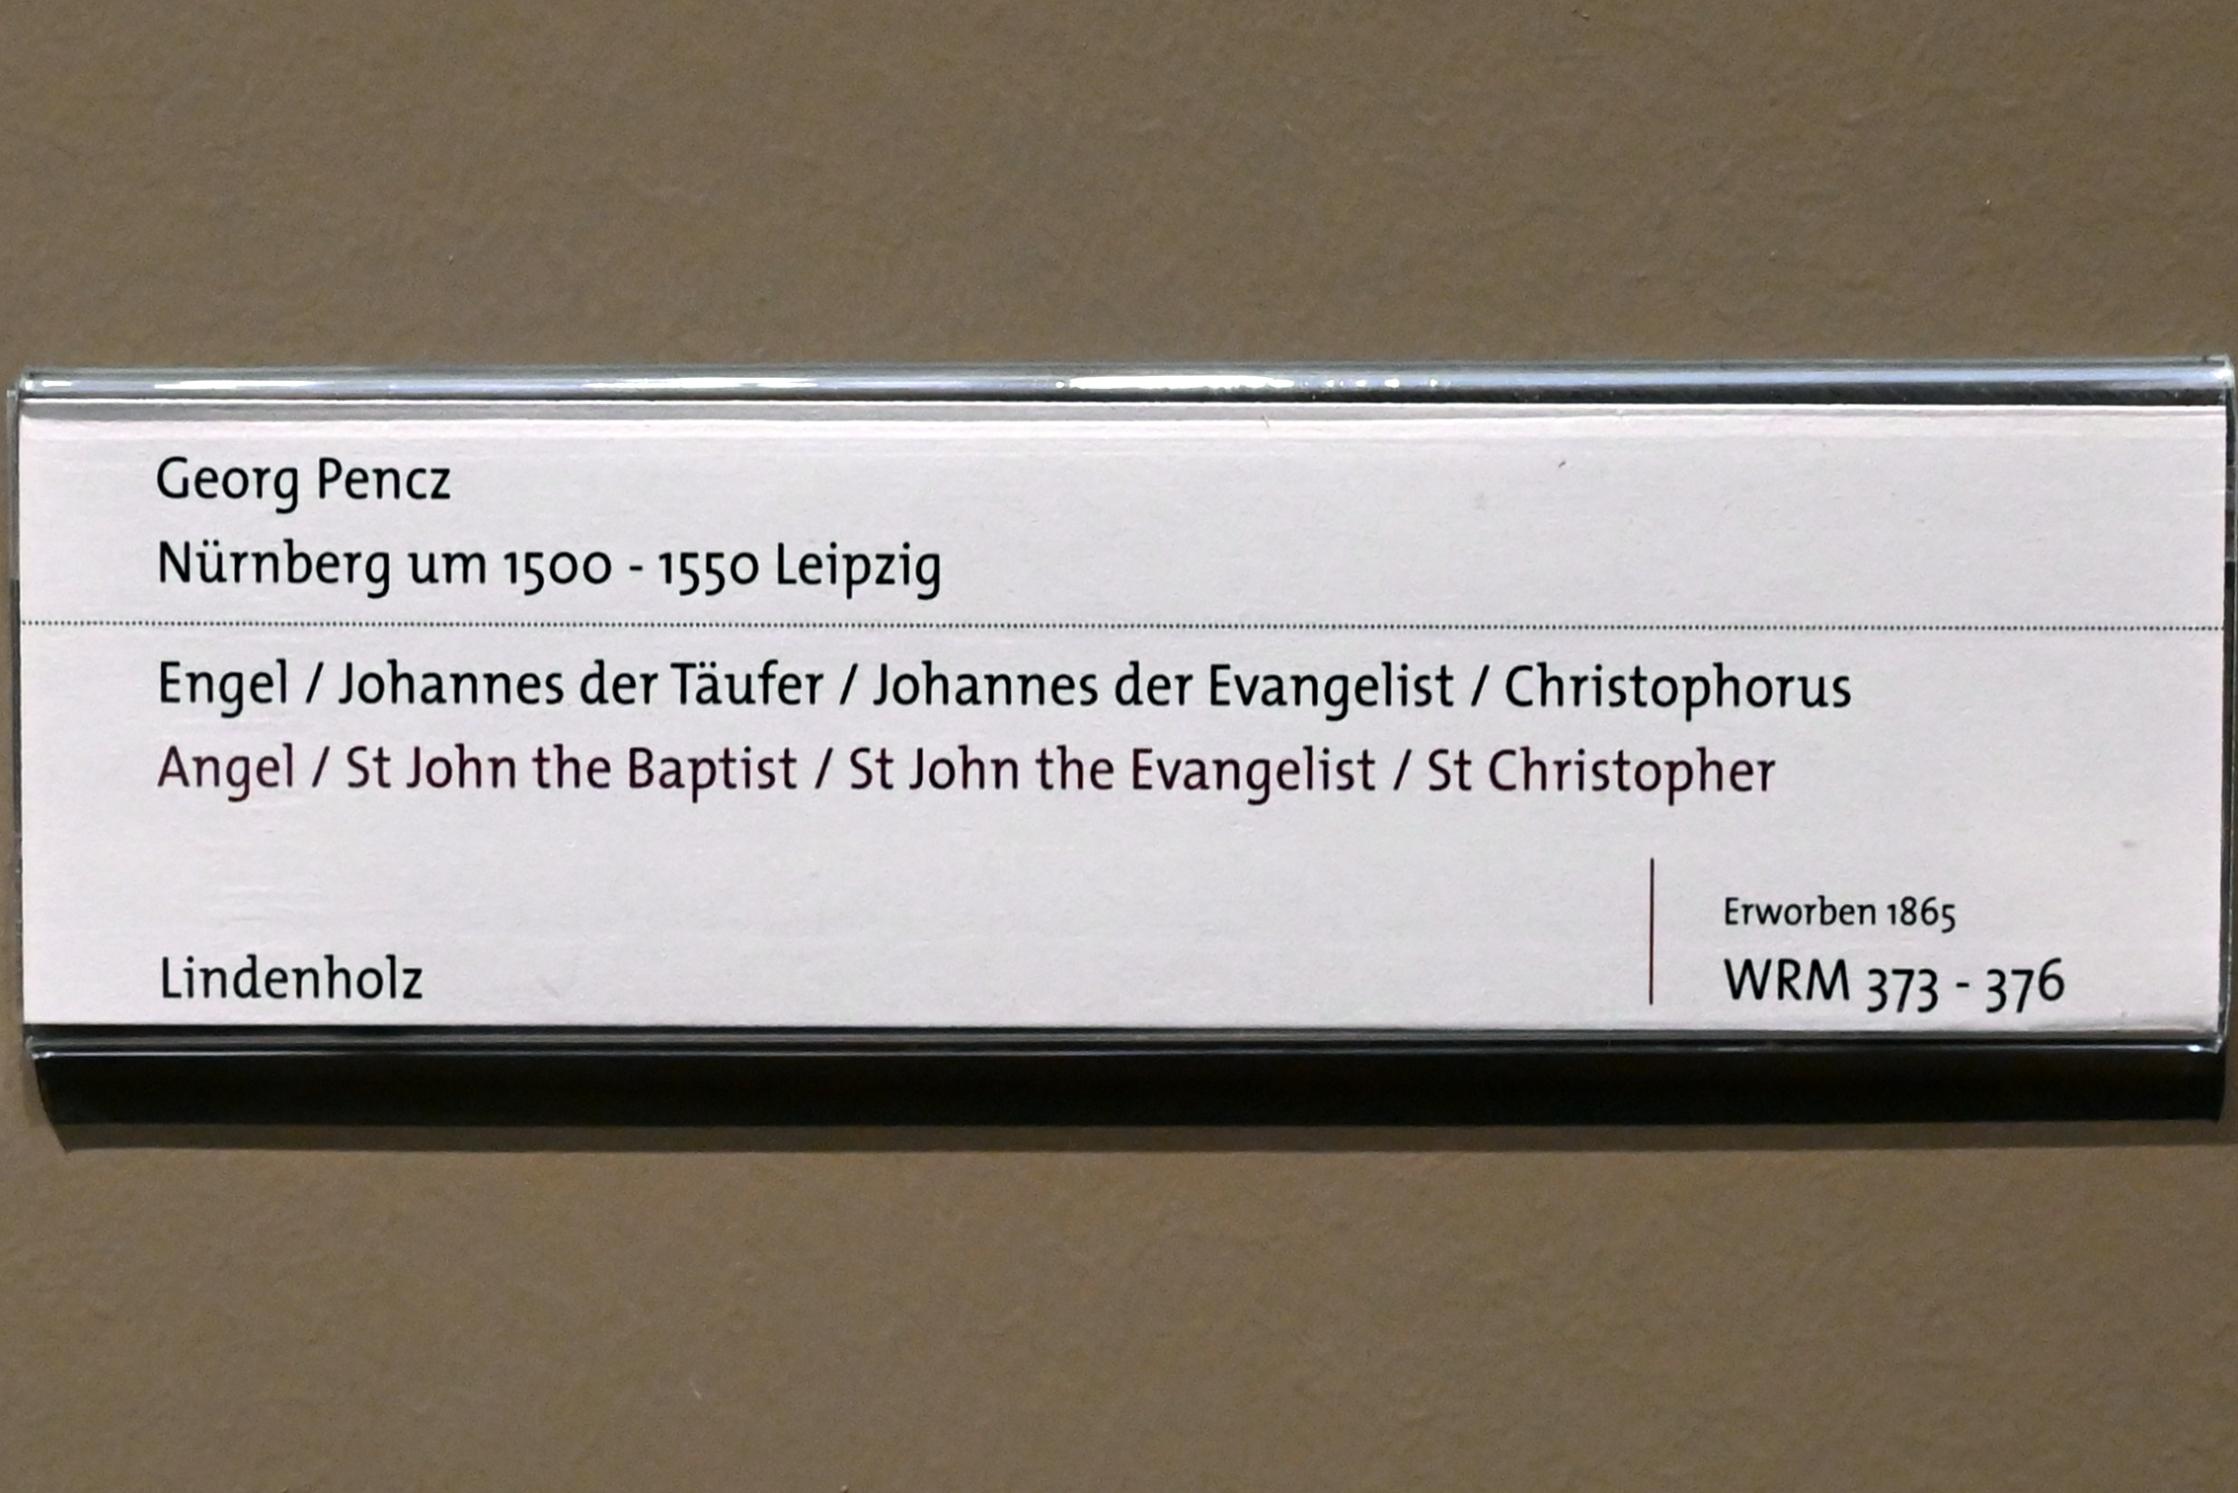 Georg Pencz
Nürnberg um 1500 - 1550 Leipzig
Engel / Johannes der Täufer / Johannes der Evangelist / Christophorus
Angel / St John the Baptist / St John the Evangelist / St Christopher
Lindenholz
Erworben 1865
WRM 373 - 376